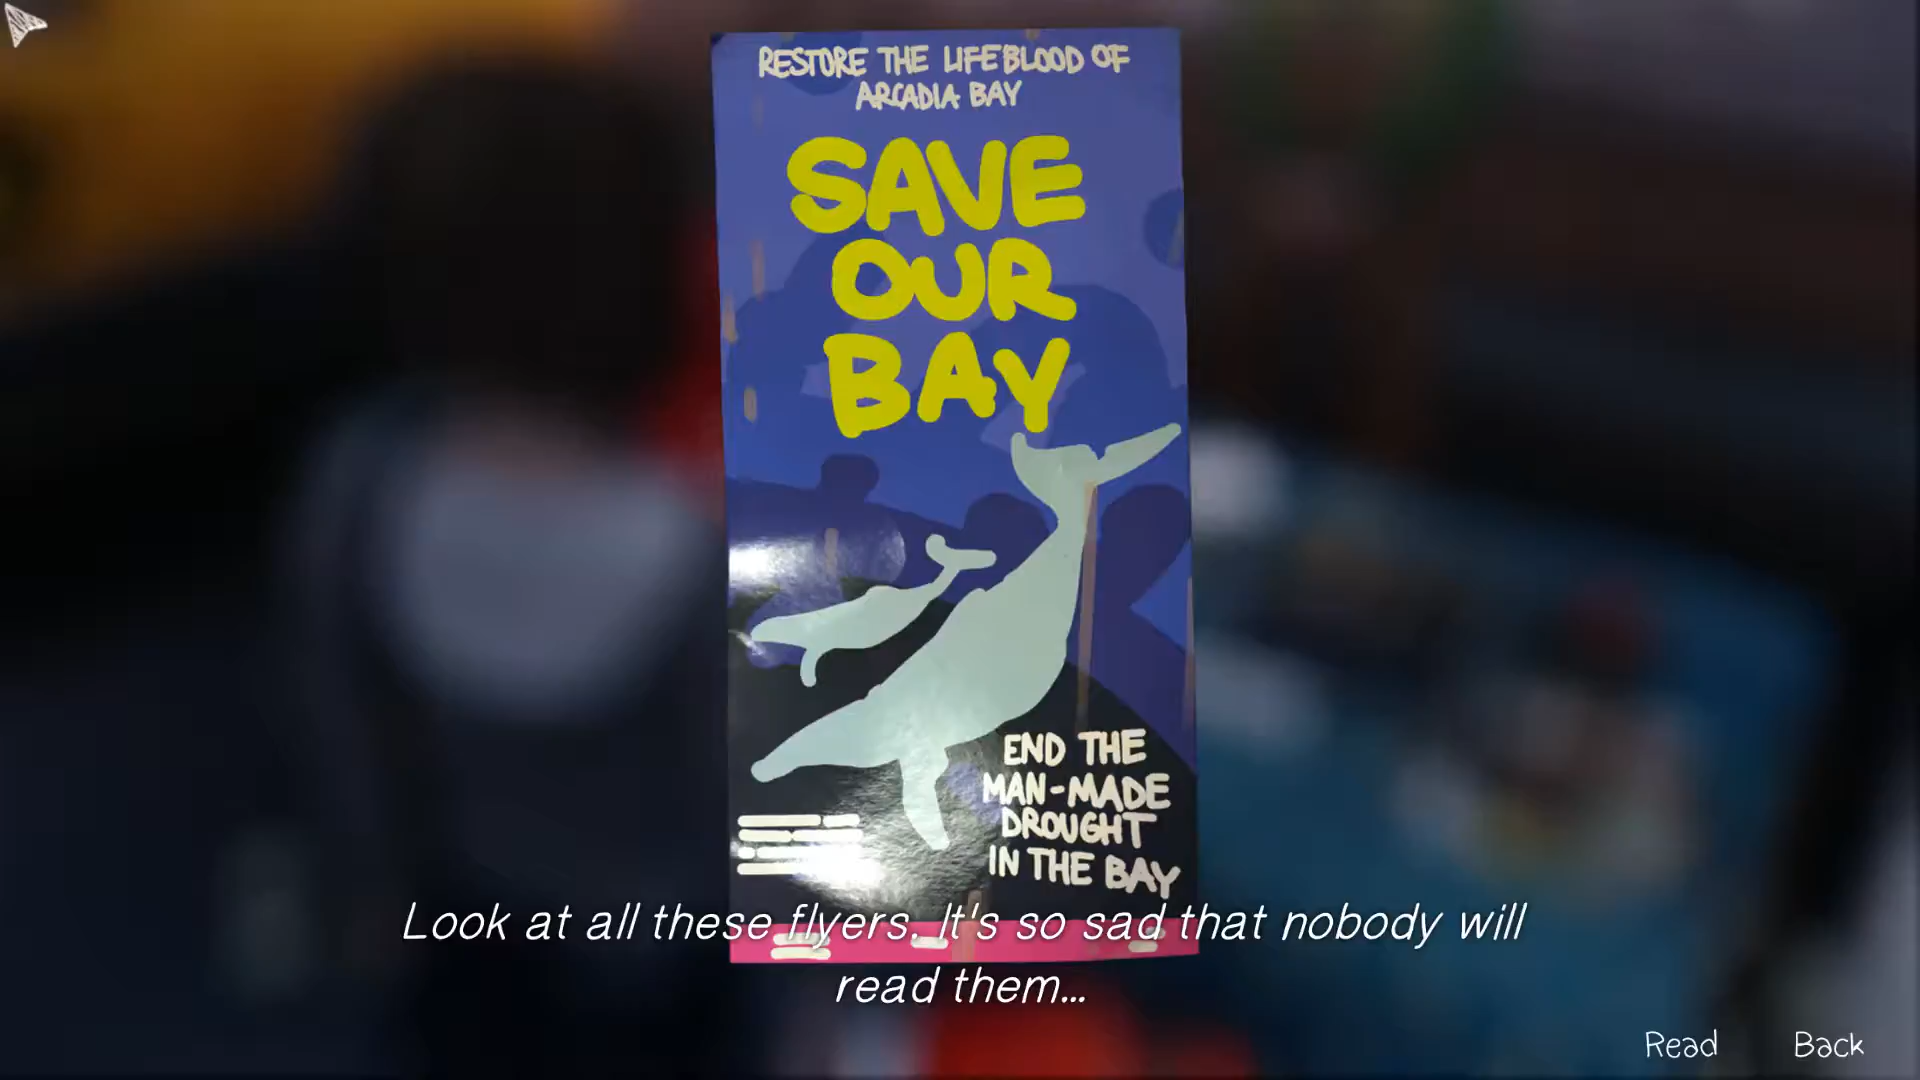 RESTORE THE LIFEBLOOD OF
ARCADIA BAY
SAVE
OUR
BAY
END THE
MAN-MADE
DROUGHT
IN THE BAY
Look at all these flyers. It's so sad that nobody will
read them...
Read Back